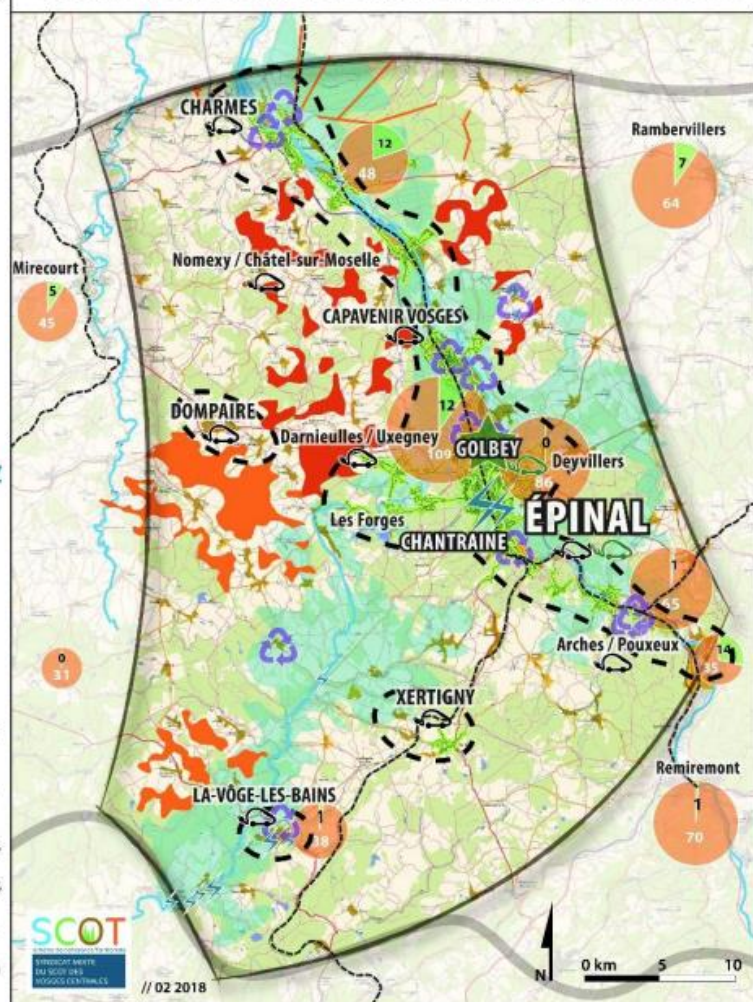 CHARMES
12
48
Rambervillers
7
64
Nomexy / Châtel-sur-Moselle
Mirecourt
5
45
CAPAVENIR VOSGES
DOMPAIRE
12
109
GOLBEY
0
Deyvillers
86
Darnieulles / Uxegney
Les Forges
ÉPINAL
CHANTRAINE
1
65
Arches / Pouxeux
14
35
0
31
XERTIGNY
Remiremont
1
70
LA-VÔGE-LES-BAINS
1
38
SCOT
SYNDICAT MIXTE
DU SCOT DES
VOSGES CENTRALES
// 02 2018
N
0 km 5 10